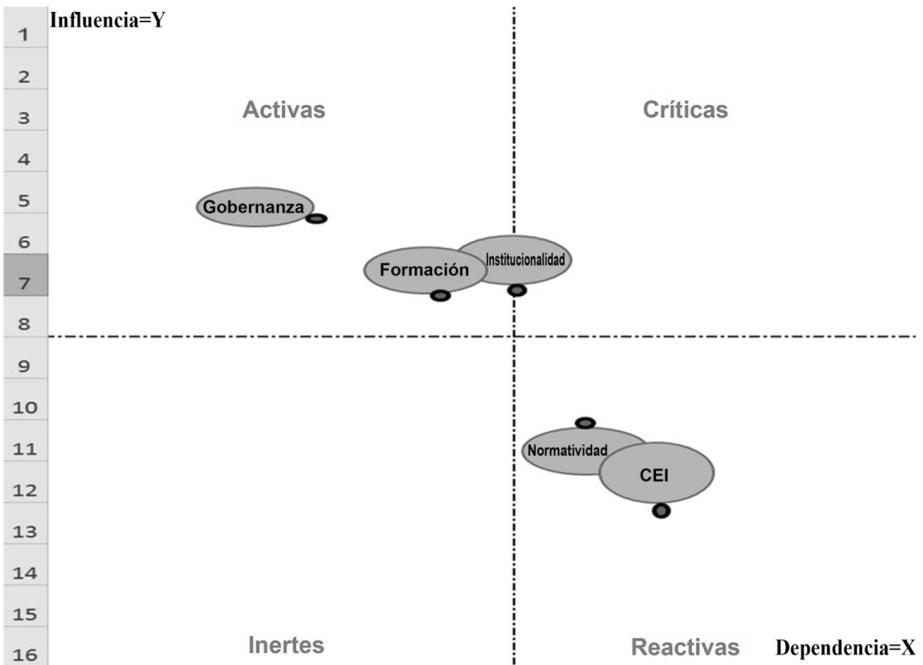 Influencia=Y
1
2
3
4
5
6
7
8
9
10
11
12
13
14
15
16
Activas
Críticas
Gobernanza
Formación
Institucionalidad
Normatividad
CEI
Inertes
Reactivas
Dependencia=X